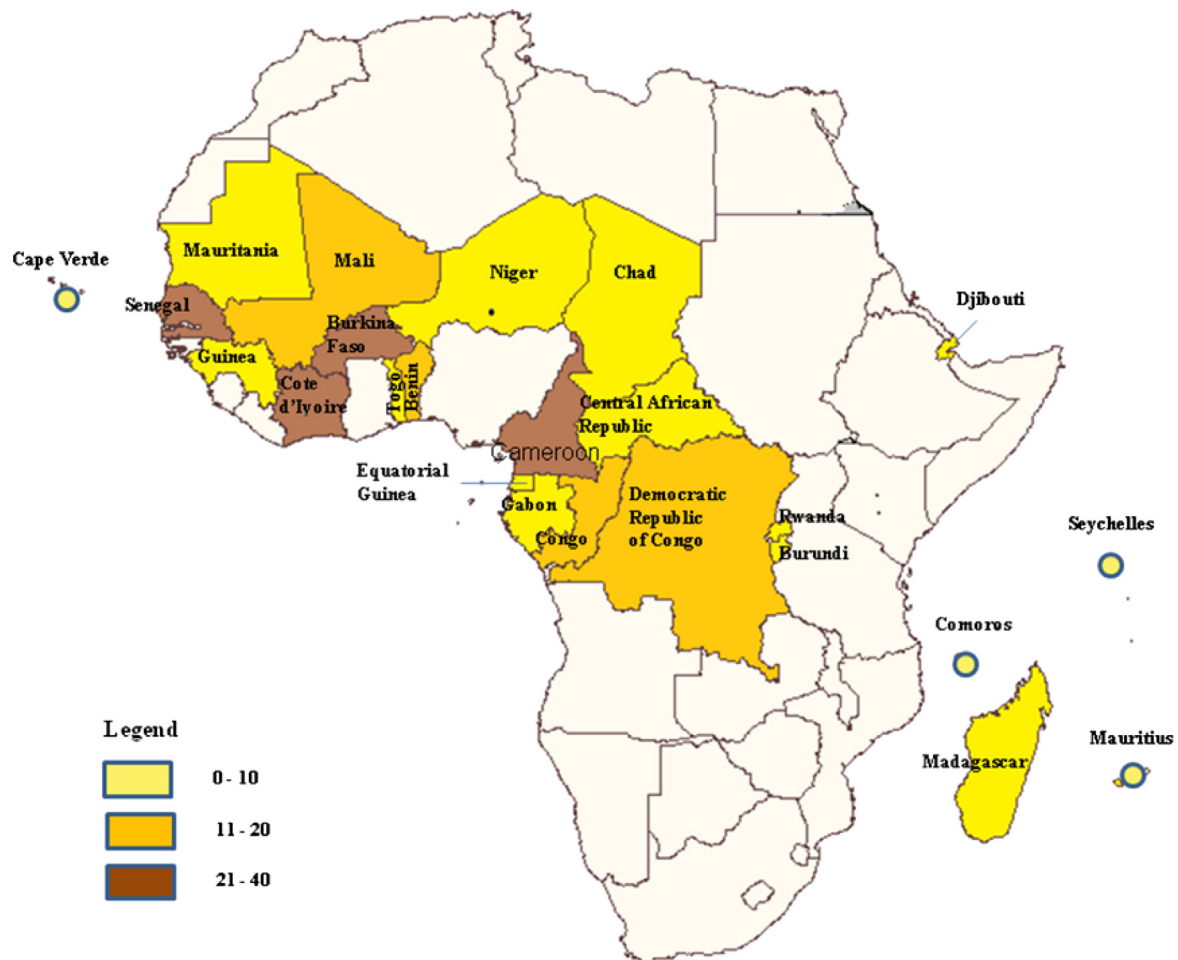 Cape Verde
Mauritania
Mali
Niger
Chad
Djibouti
Senegal
Burkina
Faso
Guinea
Cote
d'Ivoire
Togo
Benin
Central African
Republic
Cameroon
Equatorial
Guinea
Gabon
Congo
Democratic
Republic
of Congo
Rwanda
Burundi
Seychelles
Comoros
Madagascar
Mauritius
Legend
0 - 10
11 - 20
21 - 40